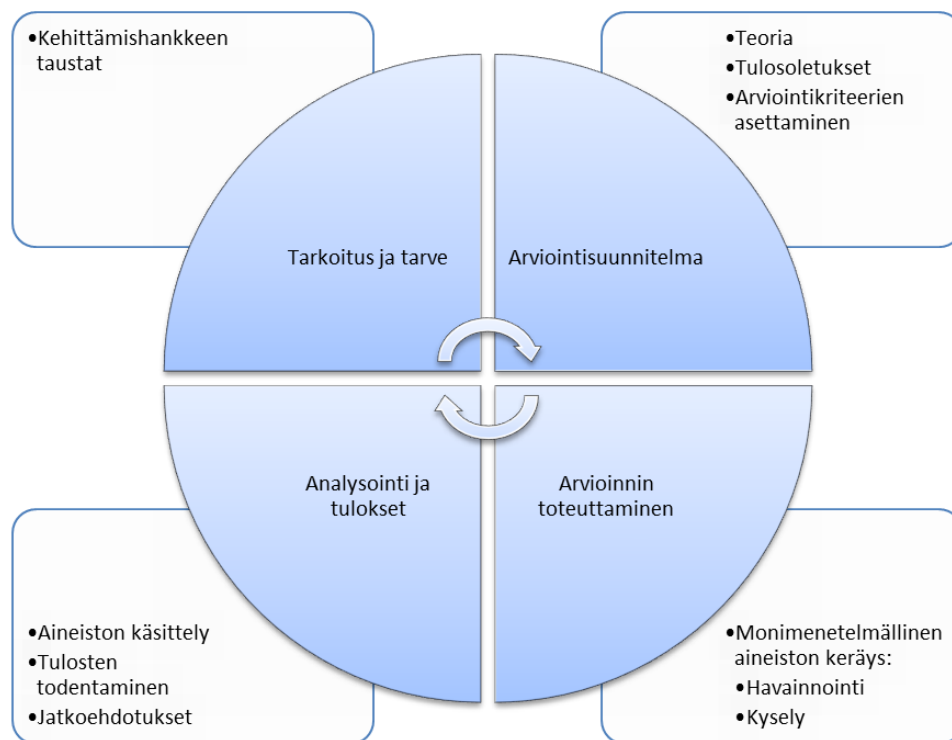 •Kehittämishankkeen
taustat
•Teoria
•Tulosoletukset
•Arviointikriteerien
asettaminen
Tarkoitus ja tarve
Arviointisuunnitelma
Analysointi ja
tulokset
Arvioinnin
toteuttaminen
•Aineiston käsittely
•Tulosten
todentaminen
•Jatkoehdotukset
•Monimenetelmällinen
aineiston keräys:
•Havainnointi
•Kysely